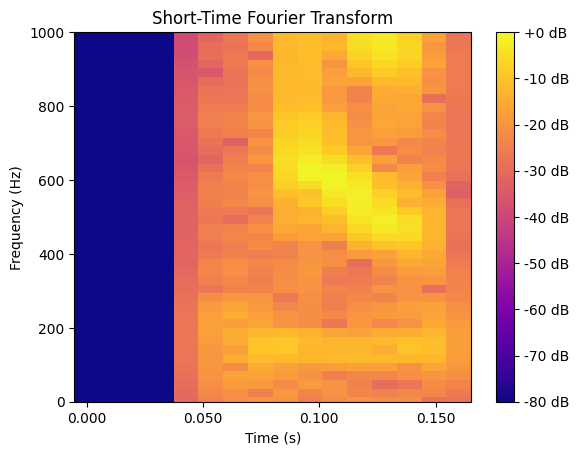 Short-Time Fourier Transform
1000
800
600
400
200
0
Frequency (Hz)
0.000
0.050
0.100
0.150
Time (s)
+0 dB
-10 dB
-20 dB
-30 dB
-40 dB
-50 dB
-60 dB
-70 dB
-80 dB